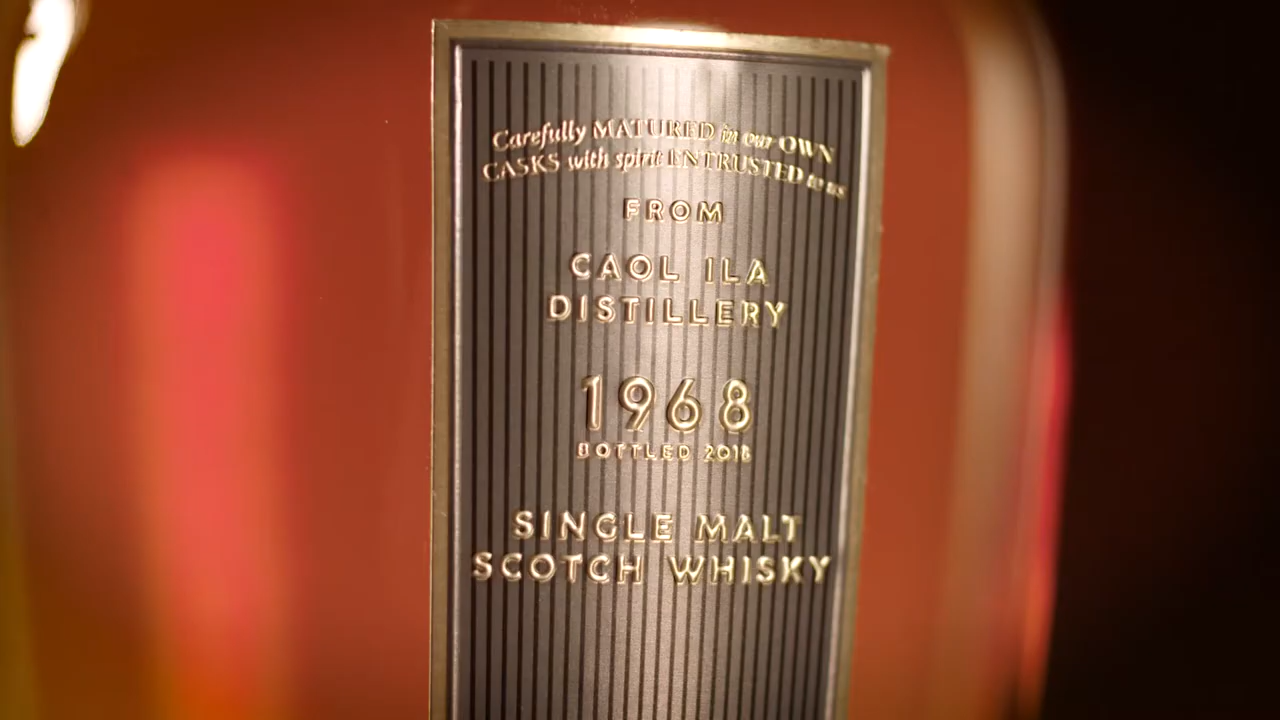 Carefully MATURED in our OWN
CASKS with spirit ENTRUSTED to us
FROM
CAOL ILA
DISTILLERY
1968
BOTTLED 2018
SINGLE MALT
SCOTCH WHISKY